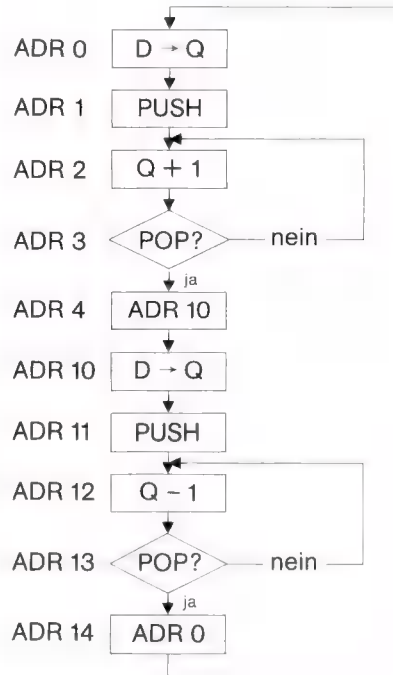 ADR 0 D → Q
ADR 1 PUSH
ADR 2 Q + 1
ADR 3 POP? nein
ja
ADR 4 ADR 10
ADR 10 D → Q
ADR 11 PUSH
ADR 12 Q − 1
ADR 13 POP? nein
ja
ADR 14 ADR 0